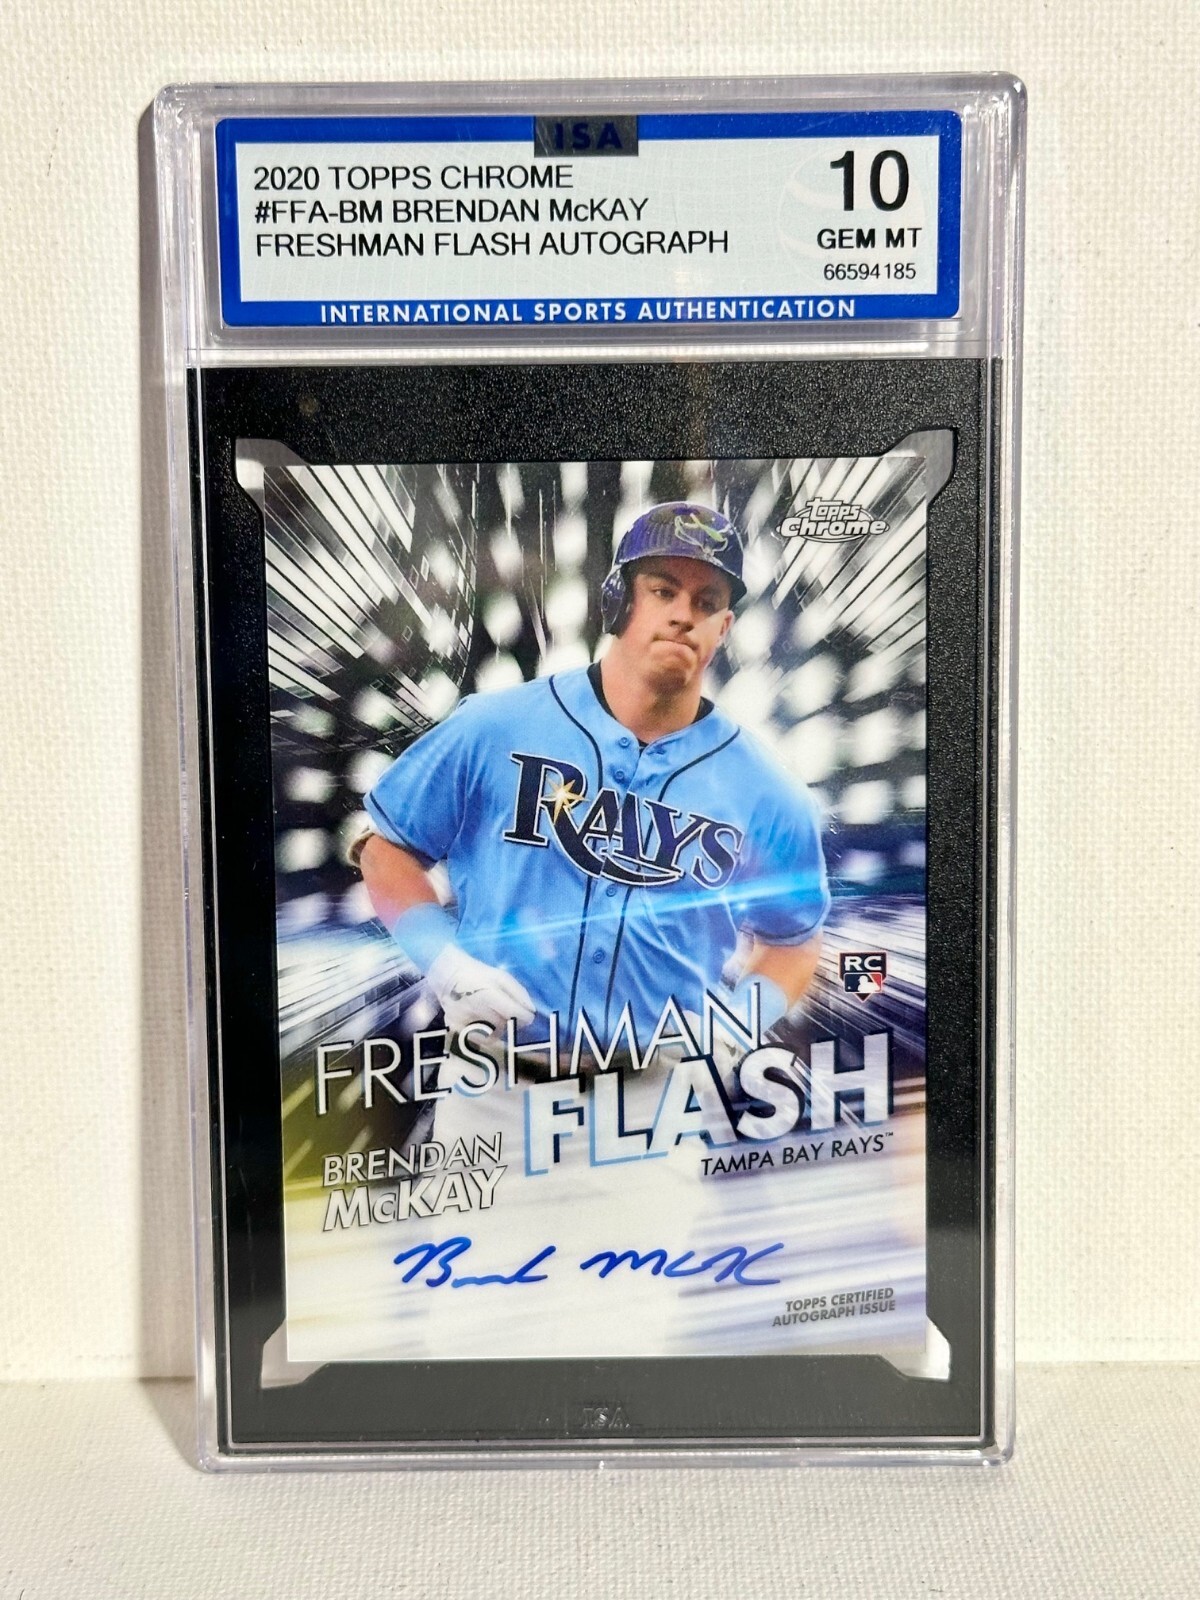 ISA
2020 TOPPS CHROME
#FFA-BM BRENDAN McKAY
FRESHMAN FLASH AUTOGRAPH
10
GEM MT
66594185
INTERNATIONAL SPORTS AUTHENTICATION
Topps
Chrome
RAYS
RC
FRESHMAN
FLASH
BRENDAN
McKAY
TAMPA BAY RAYS™
TOPPS CERTIFIED
AUTOGRAPH ISSUE
ISA